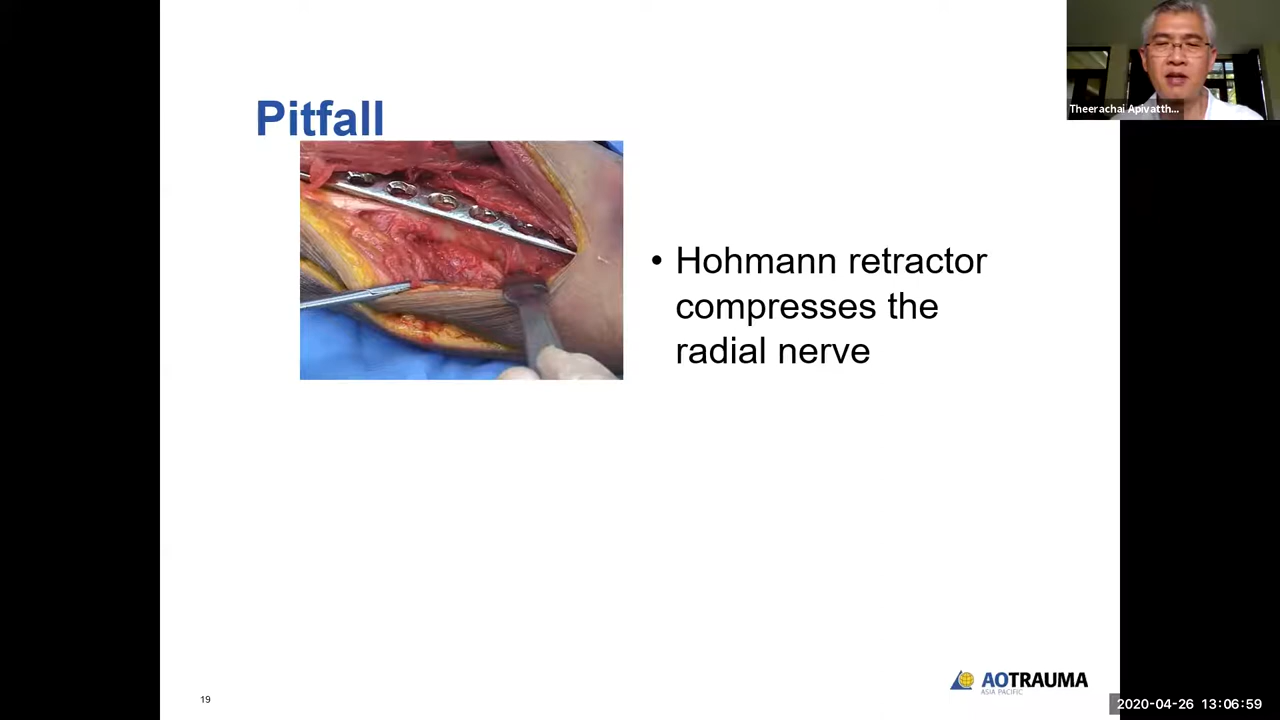 Theerachai Apivatth...
Pitfall
• Hohmann retractor
compresses the
radial nerve
19
AOTRAUMA
ASIA PACIFIC
2020-04-26 13:06:59